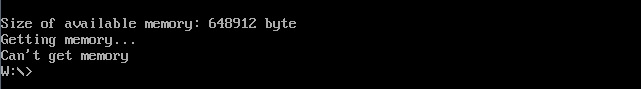 Size of available memory: 648912 byte
Getting memory...
Can't get memory
W:\>